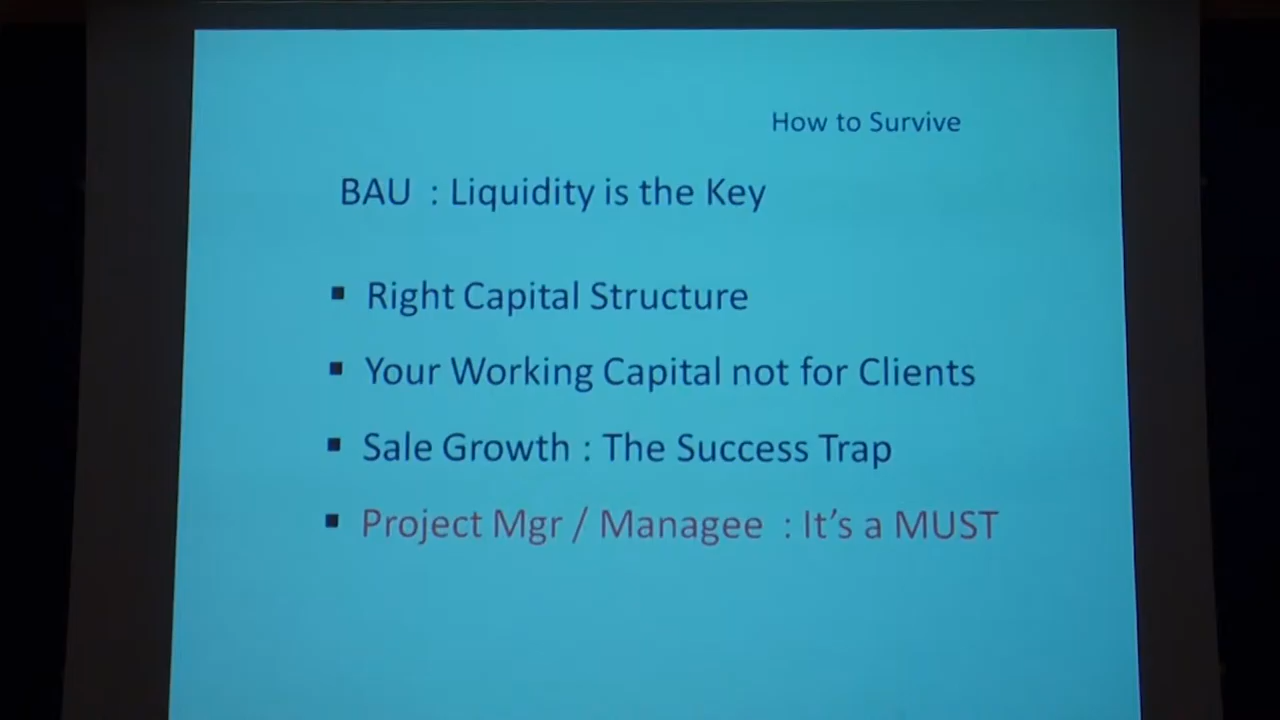 How to Survive
BAU : Liquidity is the Key
▪ Right Capital Structure
▪ Your Working Capital not for Clients
▪ Sale Growth : The Success Trap
▪ Project Mgr / Managee : It's a MUST